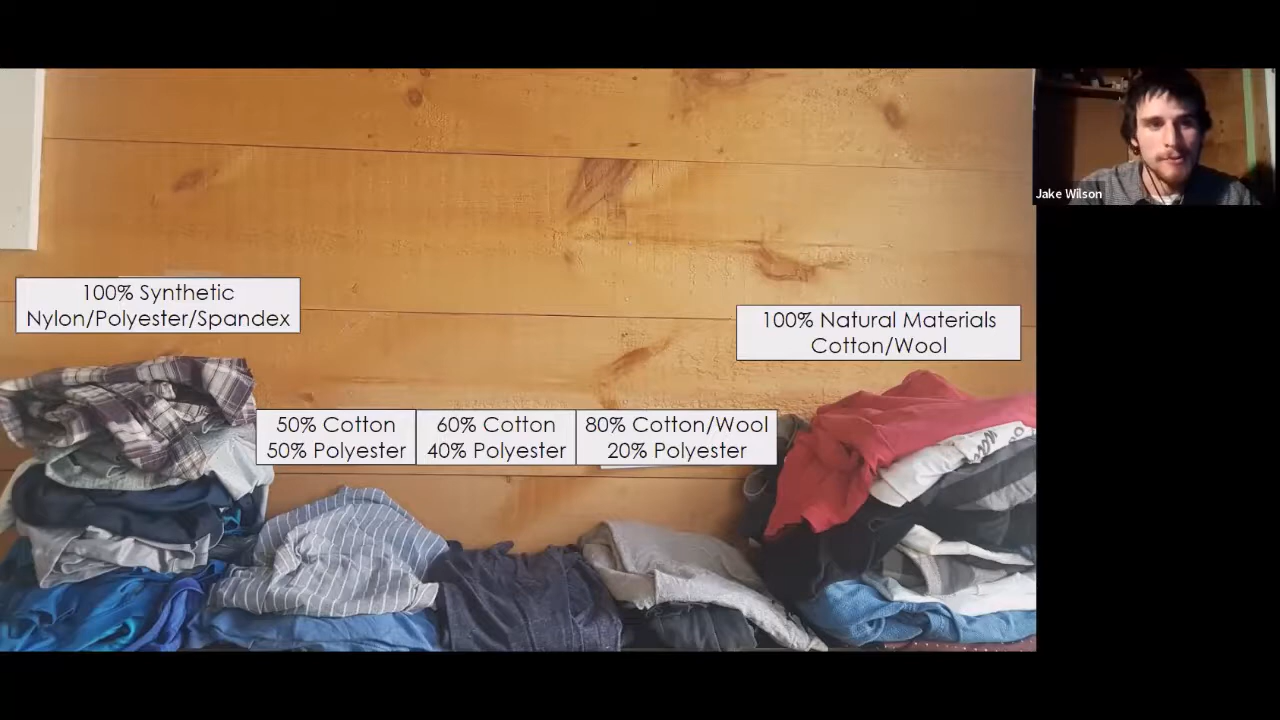 Jake Wilson
100% Synthetic
Nylon/Polyester/Spandex
100% Natural Materials
Cotton/Wool
50% Cotton
50% Polyester
60% Cotton
40% Polyester
80% Cotton/Wool
20% Polyester